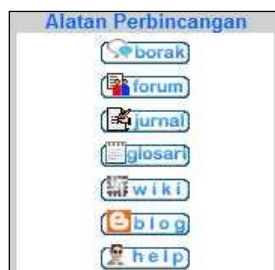 Alatan Perbincangan
borak
forum
jurnal
glosari
wiki
blog
help